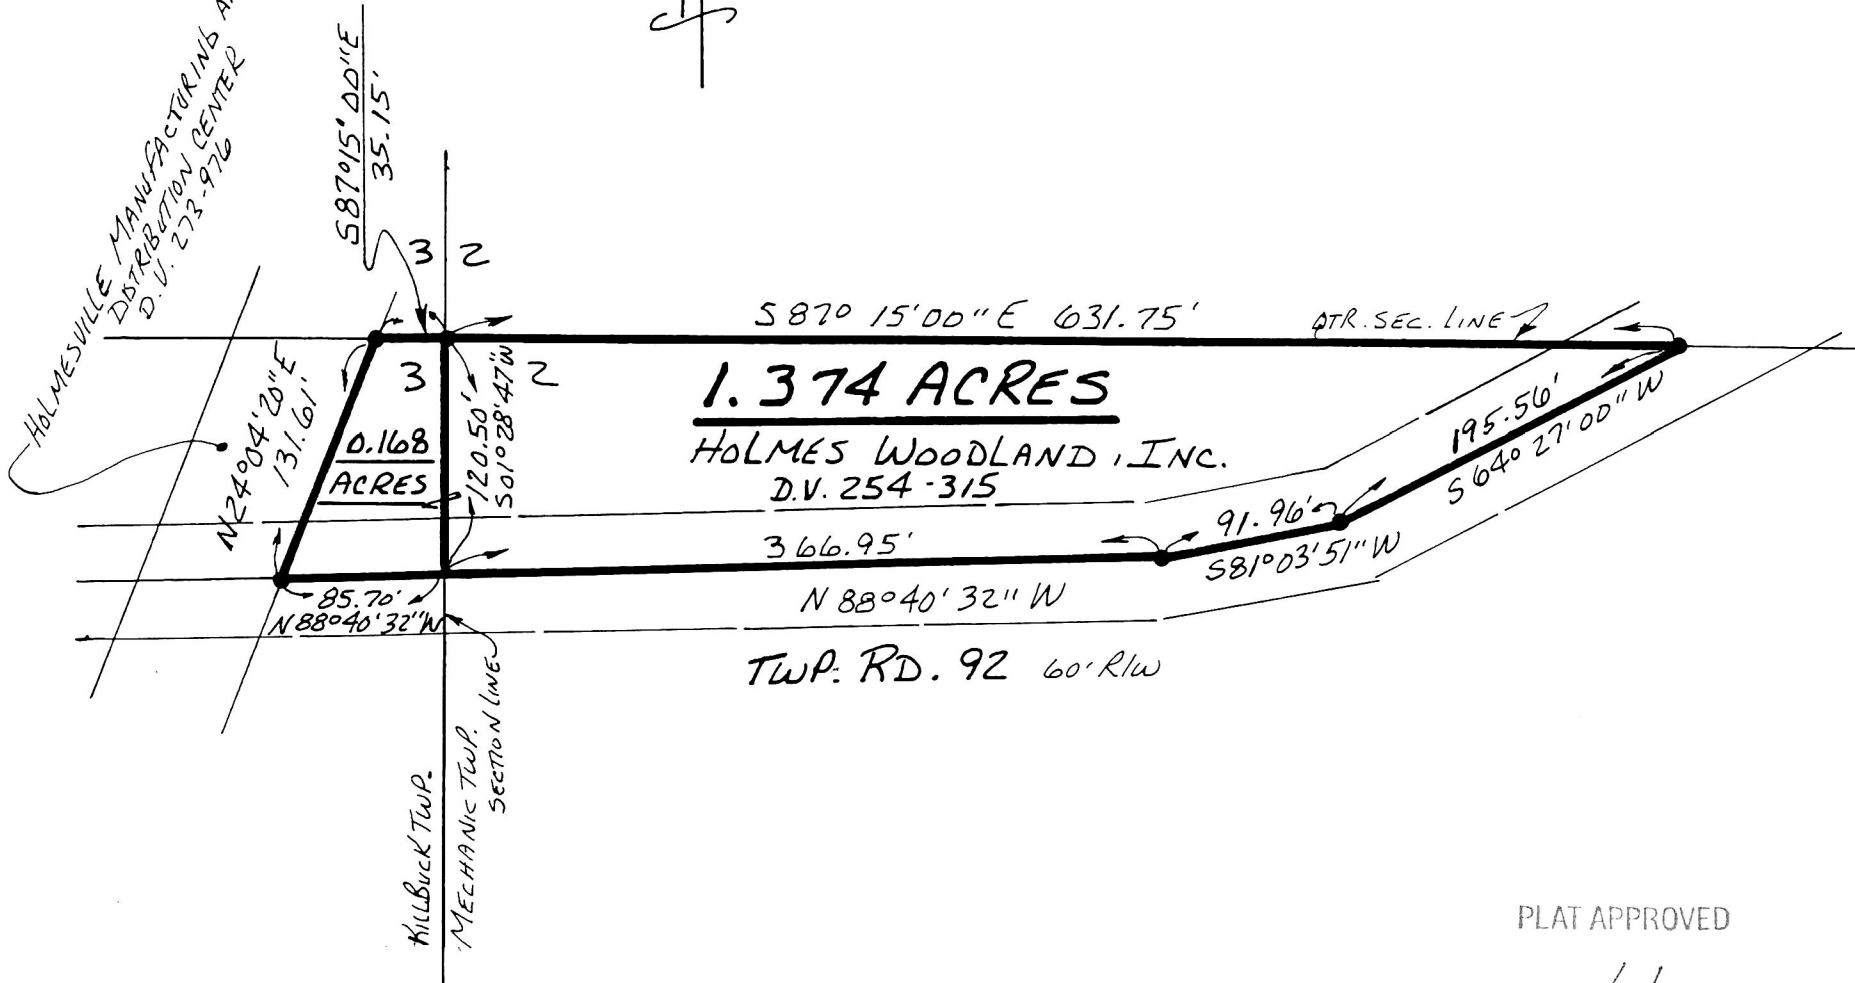 HOLMESVILLE MANUFACTURING
DISTRIBUTION CENTER
D.V. 273-976
S87°15'00"E
35.15'
3 2
S 87° 15'00" E 631.75'
QTR. SEC. LINE
3 2
1.374 ACRES
HOLMES WOODLAND, INC.
D.V. 254-315
N24°04'20"E
131.61'
0.168
ACRES
120.50'
S01°28'47"W
195.56'
S 64° 27'00" W
91.96'
S81°03'51" W
366.95'
N 88°40'32" W
85.70'
N88°40'32"W
TWP. RD. 92 60' R/W
KILLBUCK TWP.
MECHANIC TWP.
SECTION LINE
PLAT APPROVED